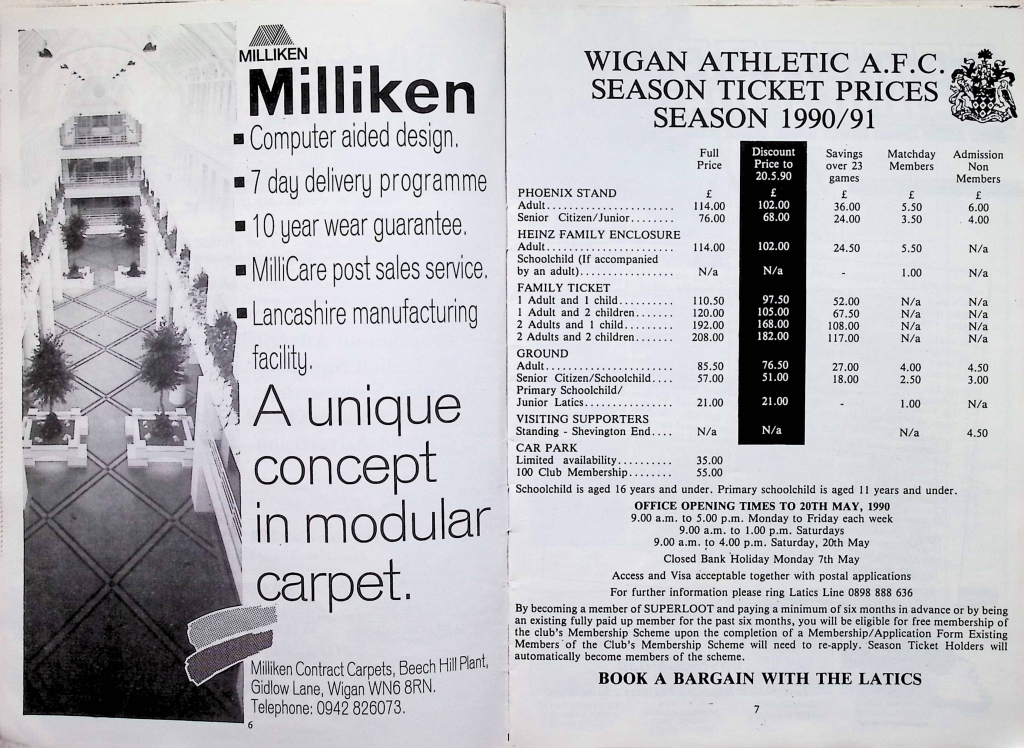 MILLIKEN
Milliken
■ Computer aided design.
■ 7 day delivery programme
■ 10 year wear guarantee.
■ MilliCare post sales service.
■ Lancashire manufacturing
facility.
A unique
concept
in modular
carpet.
Milliken Contract Carpets, Beech Hill Plant,
Gidlow Lane, Wigan WN6 8RN.
Telephone: 0942 826073.
6
WIGAN ATHLETIC A.F.C.
SEASON TICKET PRICES
SEASON 1990/91
Full Discount Savings Matchday Admission
Price Price to over 23 Members Non
20.5.90 games Members
PHOENIX STAND £ £ £ £
Adult.................... 114.00 102.00 36.00 5.50 6.00
Senior Citizen/Junior........ 76.00 68.00 24.00 3.50 4.00
HEINZ FAMILY ENCLOSURE
Adult.................... 114.00 102.00 24.50 5.50 N/a
Schoolchild (If accompanied
by an adult)................. N/a N/a - 1.00 N/a
FAMILY TICKET
1 Adult and 1 child.......... 110.50 97.50 52.00 N/a N/a
1 Adult and 2 children....... 120.00 105.00 67.50 N/a N/a
2 Adults and 1 child......... 192.00 168.00 108.00 N/a N/a
2 Adults and 2 children....... 208.00 182.00 117.00 N/a N/a
GROUND
Adult.................... 85.50 76.50 27.00 4.00 4.50
Senior Citizen/Schoolchild.... 57.00 51.00 18.00 2.50 3.00
Primary Schoolchild/
Junior Latics................ 21.00 21.00 - 1.00 N/a
VISITING SUPPORTERS
Standing - Shevington End.... N/a N/a N/a 4.50
CAR PARK
Limited availability.......... 35.00
100 Club Membership........ 55.00
Schoolchild is aged 16 years and under. Primary schoolchild is aged 11 years and under.
OFFICE OPENING TIMES TO 20TH MAY, 1990
9.00 a.m. to 5.00 p.m. Monday to Friday each week
9.00 a.m. to 1.00 p.m. Saturdays
9.00 a.m. to 4.00 p.m. Saturday, 20th May
Closed Bank Holiday Monday 7th May
Access and Visa acceptable together with postal applications
For further information please ring Latics Line 0898 888 636
By becoming a member of SUPERLOOT and paying a minimum of six months in advance or by being
an existing fully paid up member for the past six months, you will be eligible for free membership of
the club's Membership Scheme upon the completion of a Membership/Application Form Existing
Members of the Club's Membership Scheme will need to re-apply. Season Ticket Holders will
automatically become members of the scheme.
BOOK A BARGAIN WITH THE LATICS
7